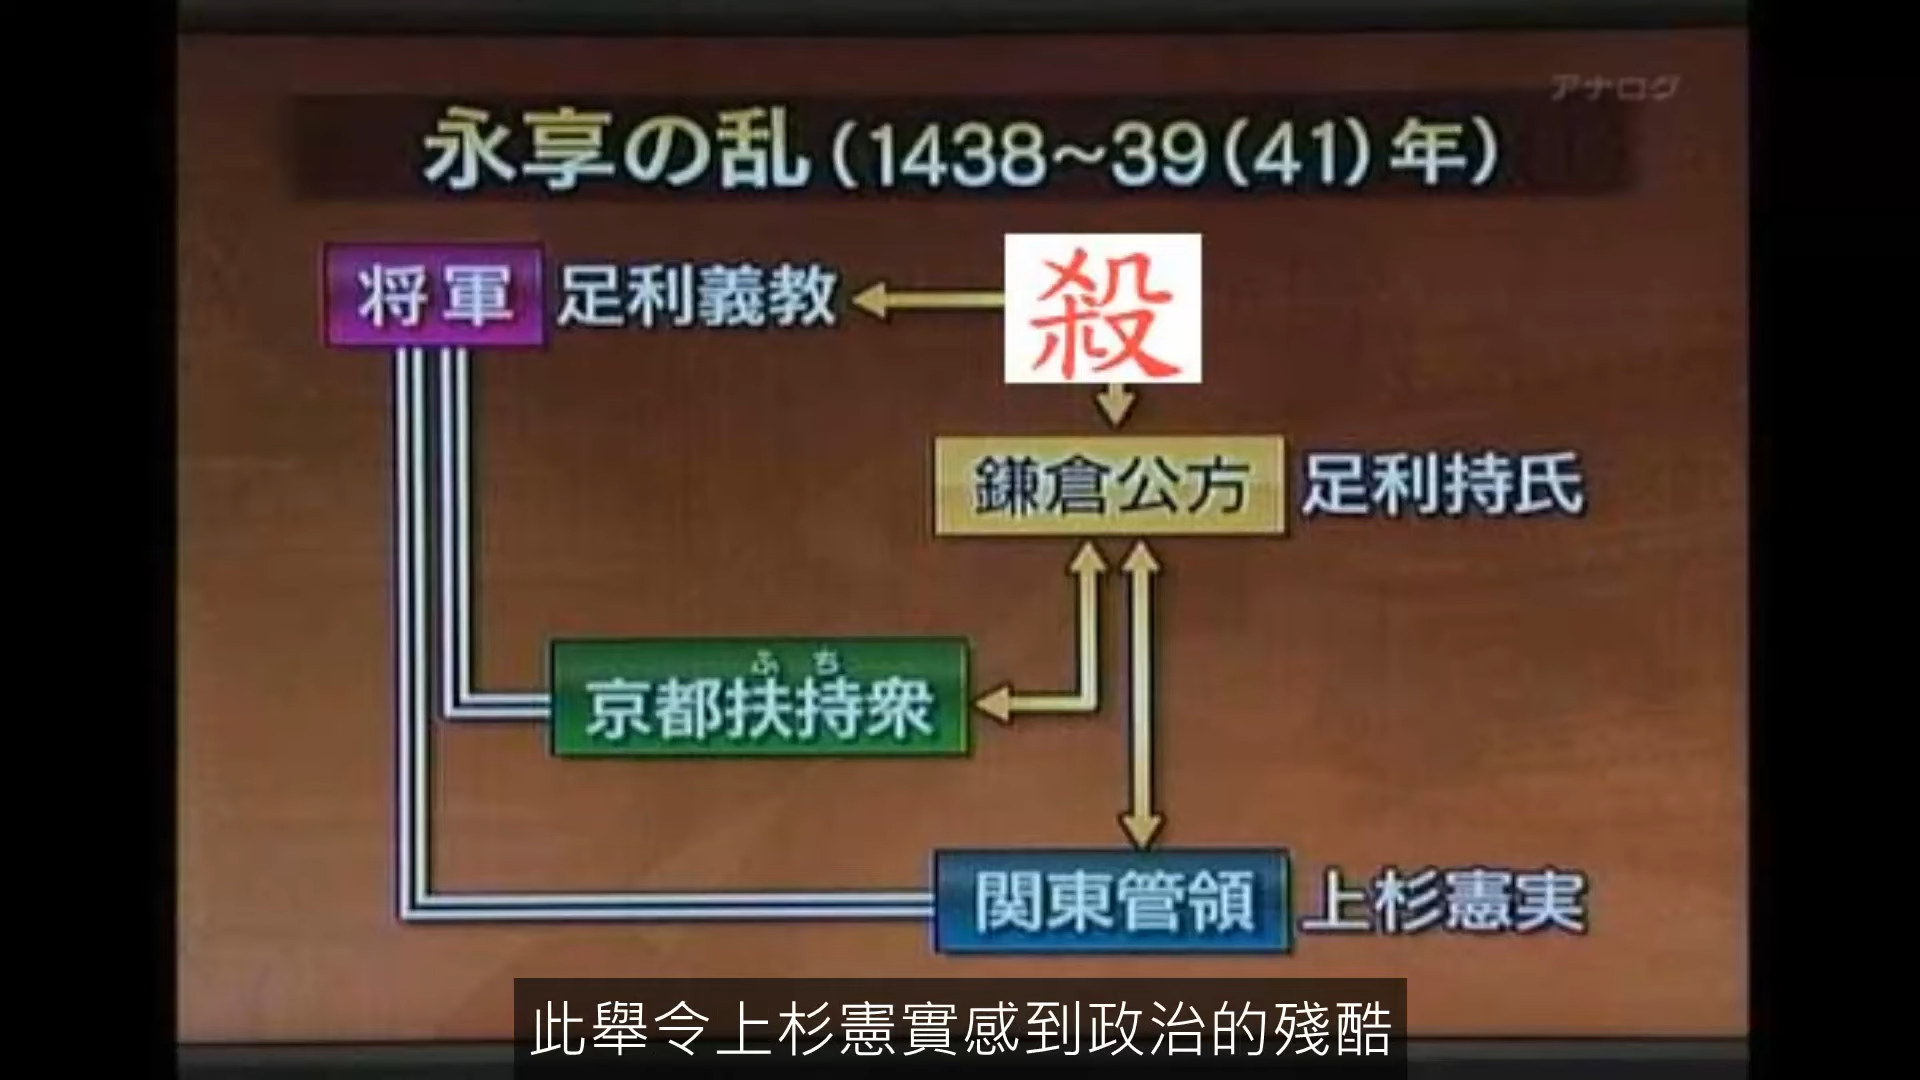 アナログ
永享の乱(1438~39(41)年)
将軍 足利義教
殺
鎌倉公方 足利持氏
ふち
京都扶持衆
関東管領 上杉憲実
此舉令上杉憲實感到政治的殘酷